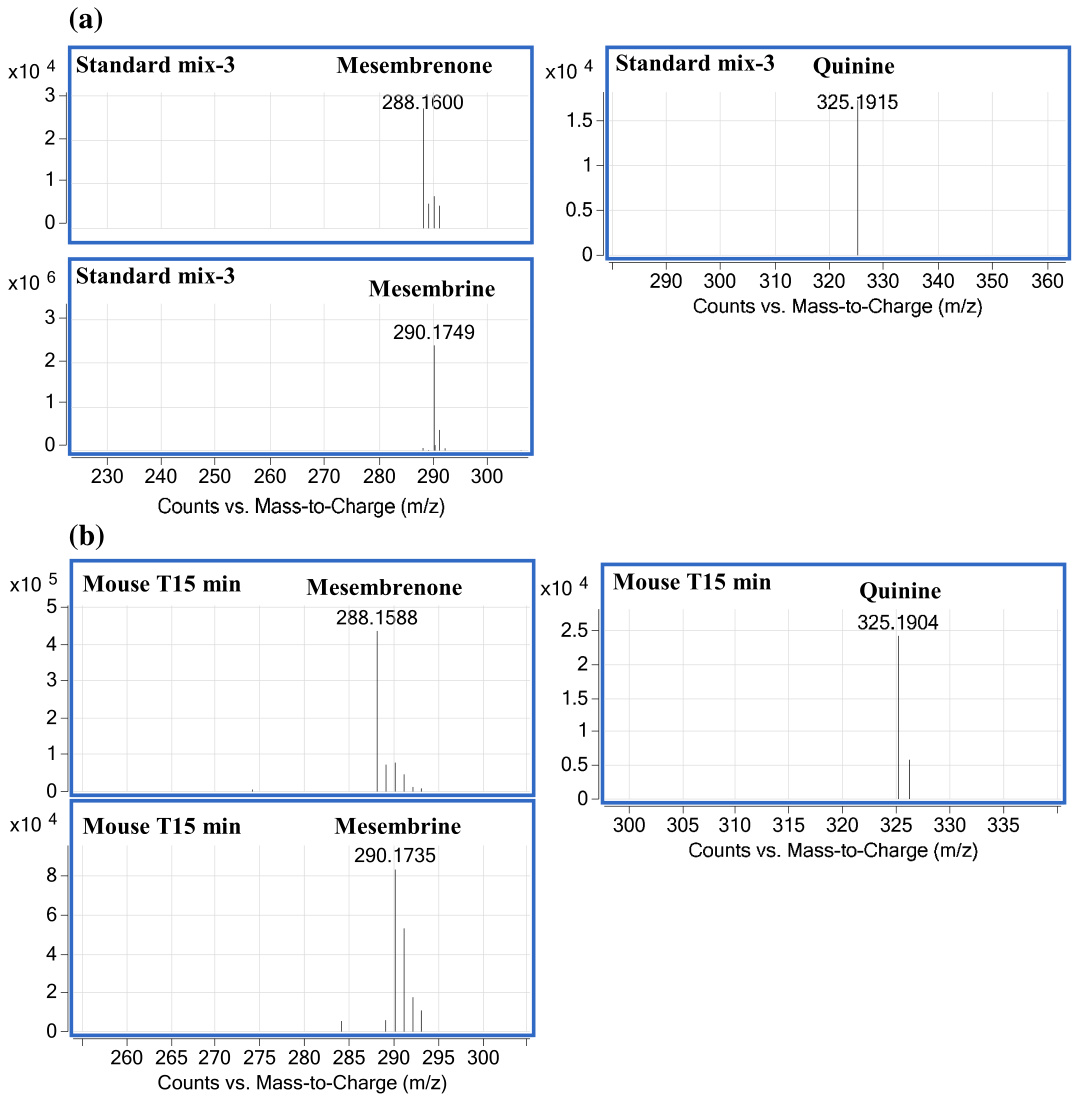 (a)
x10 4
Standard mix-3 Mesembrenone
288.1600
3
2
1
0
x10 4
Standard mix-3 Quinine
325.1915
1.5
1
0.5
0
290 300 310 320 330 340 350 360
Counts vs. Mass-to-Charge (m/z)
x10 6
Standard mix-3
Mesembrine
290.1749
3
2
1
0
230 240 250 260 270 280 290 300
Counts vs. Mass-to-Charge (m/z)
(b)
x10 5
Mouse T15 min Mesembrenone
288.1588
5
4
3
2
1
0
x10 4
Mouse T15 min
Quinine
325.1904
2.5
2
1.5
1
0.5
0
300 305 310 315 320 325 330 335
Counts vs. Mass-to-Charge (m/z)
x10 4
Mouse T15 min Mesembrine
290.1735
8
6
4
2
0
260 265 270 275 280 285 290 295 300
Counts vs. Mass-to-Charge (m/z)